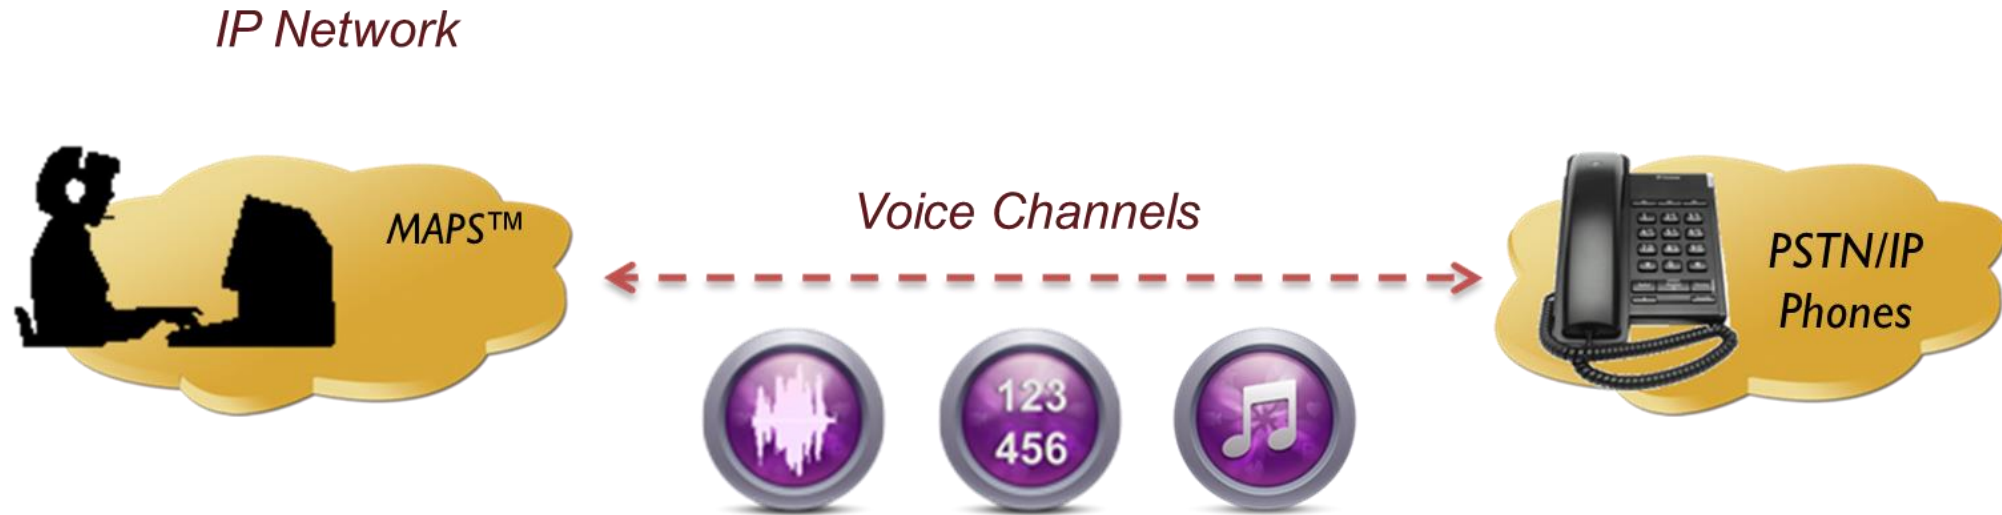 IP Network
MAPS™
Voice Channels
PSTN/IP
Phones
123
456